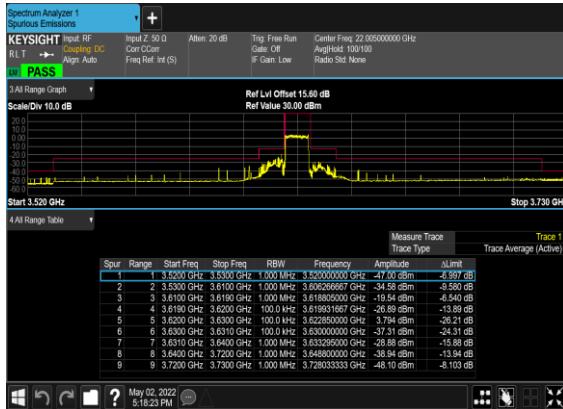 Spectrum Analyzer 1
Spurious Emissions
KEYSIGHT Input: RF Input Z: 50 Ω Atten: 20 dB Trig: Free Run Center Freq: 22.005000000 GHz
RLT Coupling: DC Corr CCorr Gate: Off Avg|Hold: 100/100
Align: Auto Freq Ref: Int (S) IF Gain: Low Radio Std: None
PASS
3 All Range Graph
Ref Lvl Offset 15.60 dB
Scale/Div 10.0 dB Ref Value 30.00 dBm
20.0
10.0
0.00
-10.0
-20.0
-30.0
-40.0
-50.0
-60.0
Start 3.520 GHz Stop 3.730 GH
4 All Range Table
Measure Trace Trace 1
Trace Type Trace Average (Active)
Spur Range Start Freq Stop Freq RBW Frequency Amplitude ΔLimit
1 1 3.5200 GHz 3.5300 GHz 1.000 MHz 3.520000000 GHz -47.00 dBm -6.997 dB
2 2 3.5300 GHz 3.6100 GHz 1.000 MHz 3.606266667 GHz -34.58 dBm -9.580 dB
3 3 3.6100 GHz 3.6190 GHz 1.000 MHz 3.618805000 GHz -19.54 dBm -6.540 dB
4 4 3.6190 GHz 3.6200 GHz 100.0 kHz 3.619931667 GHz -26.89 dBm -13.89 dB
5 5 3.6200 GHz 3.6300 GHz 100.0 kHz 3.622850000 GHz 3.794 dBm -26.21 dB
6 6 3.6300 GHz 3.6310 GHz 100.0 kHz 3.630000000 GHz -37.31 dBm -24.31 dB
7 7 3.6310 GHz 3.6400 GHz 1.000 MHz 3.633295000 GHz -28.88 dBm -15.88 dB
8 8 3.6400 GHz 3.7200 GHz 1.000 MHz 3.648800000 GHz -38.94 dBm -13.94 dB
9 9 3.7200 GHz 3.7300 GHz 1.000 MHz 3.728033333 GHz -48.10 dBm -8.103 dB
? May 02, 2022
5:18:23 PM